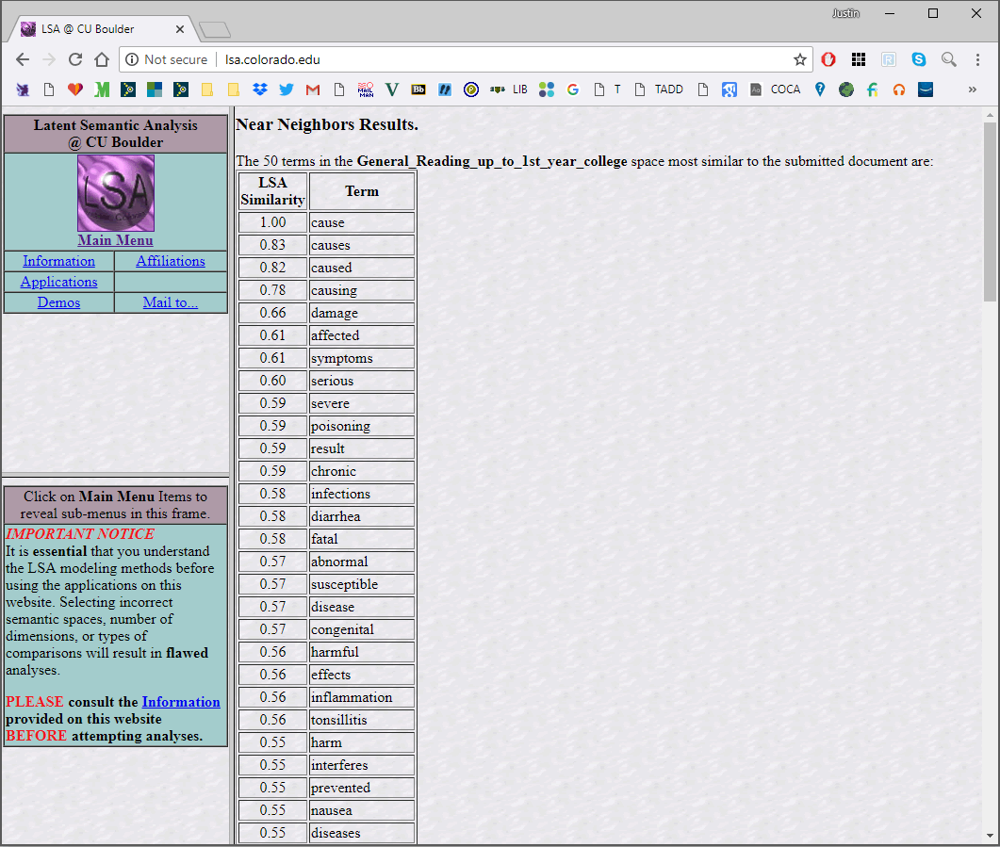 Justin
LSA @ CU Boulder
Not secure
lsa.colorado.edu
LIB
T
TADD
COCA
Latent Semantic Analysis
@ CU Boulder
LSA
Main Menu
Information
Affiliations
Applications
Demos
Mail to...
Click on Main Menu Items to
reveal sub-menus in this frame.
IMPORTANT NOTICE
It is essential that you understand
the LSA modeling methods before
using the applications on this
website. Selecting incorrect
semantic spaces, number of
dimensions, or types of
comparisons will result in flawed
analyses.
PLEASE consult the Information
provided on this website
BEFORE attempting analyses.
Near Neighbors Results.
The 50 terms in the General_Reading_up_to_1st_year_college space most similar to the submitted document are:
LSA
Similarity
Term
1.00 cause
0.83 causes
0.82 caused
0.78 causing
0.66 damage
0.61 affected
0.61 symptoms
0.60 serious
0.59 severe
0.59 poisoning
0.59 result
0.59 chronic
0.58 infections
0.58 diarrhea
0.58 fatal
0.57 abnormal
0.57 susceptible
0.57 disease
0.57 congenital
0.56 harmful
0.56 effects
0.56 inflammation
0.56 tonsillitis
0.55 harm
0.55 interferes
0.55 prevented
0.55 nausea
0.55 diseases